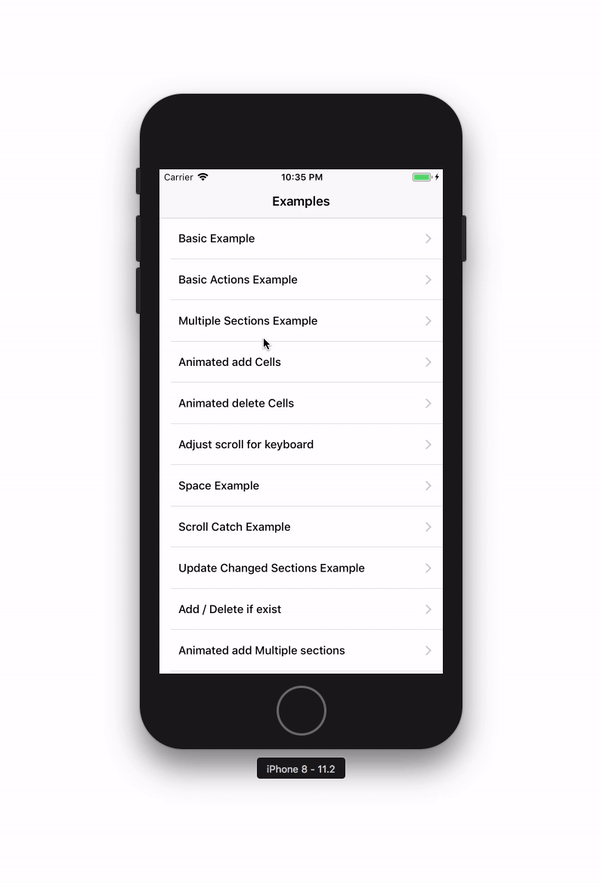 Carrier 10:35 PM
Examples
Basic Example
Basic Actions Example
Multiple Sections Example
Animated add Cells
Animated delete Cells
Adjust scroll for keyboard
Space Example
Scroll Catch Example
Update Changed Sections Example
Add / Delete if exist
Animated add Multiple sections
iPhone 8 - 11.2